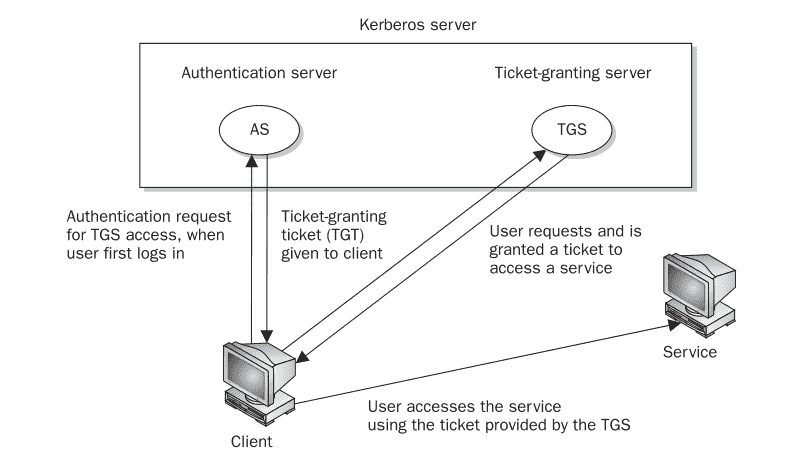 Kerberos server
Authentication server
Ticket-granting server
AS
TGS
Authentication request
for TGS access, when
user first logs in
Ticket-granting
ticket (TGT)
given to client
User requests and is
granted a ticket to
access a service
Service
User accesses the service
using the ticket provided by the TGS
Client